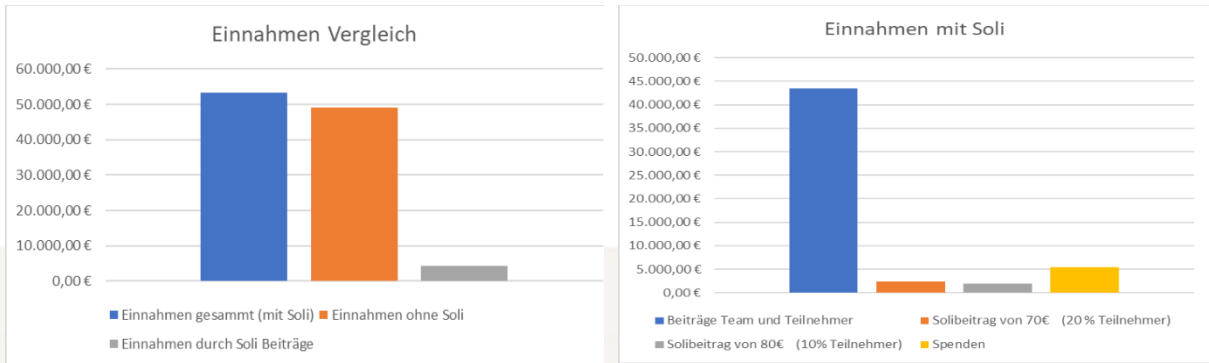 Einnahmen Vergleich
60.000,00 €
50.000,00 €
40.000,00 €
30.000,00 €
20.000,00 €
10.000,00 €
0,00 €
Einnahmen gesammt (mit Soli)
Einnahmen ohne Soli
Einnahmen durch Soli Beiträge
Einnahmen mit Soli
50.000,00 €
45.000,00 €
40.000,00 €
35.000,00 €
30.000,00 €
25.000,00 €
20.000,00 €
15.000,00 €
10.000,00 €
5.000,00 €
0,00 €
Beiträge Team und Teilnehmer
Solibeitrag von 70€ (20 % Teilnehmer)
Solibeitrag von 80€ (10% Teilnehmer)
Spenden